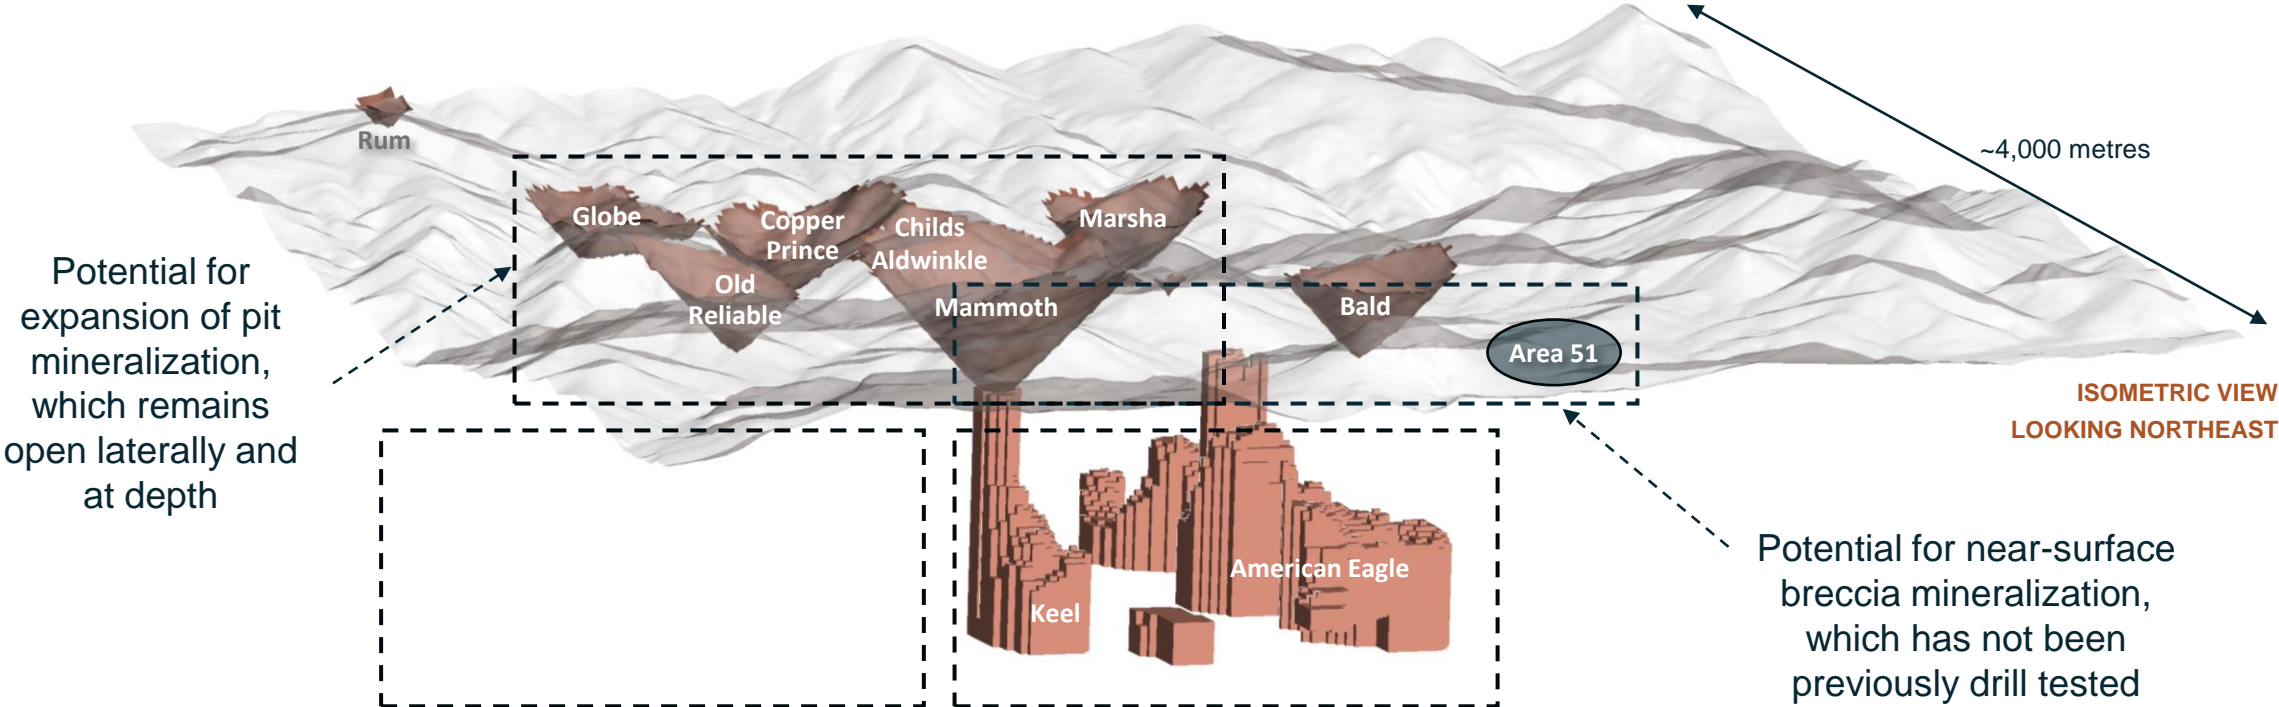 ~4,000 metres
Rum
Globe
Copper
Prince
Childs
Aldwinkle
Marsha
Old
Reliable
Mammoth
Bald
Area 51
Potential for
expansion of pit
mineralization,
which remains
open laterally and
at depth
ISOMETRIC VIEW
LOOKING NORTHEAST
American Eagle
Keel
Potential for near-surface
breccia mineralization,
which has not been
previously drill tested